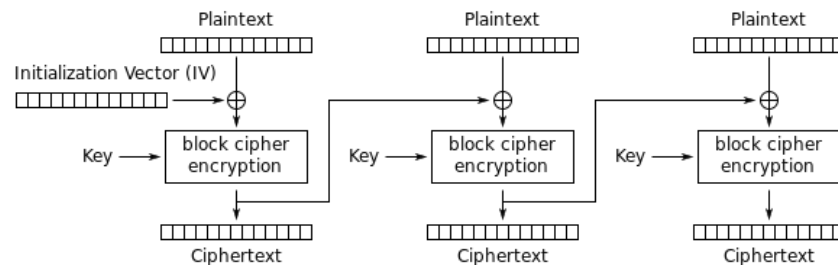 Plaintext
Plaintext
Plaintext
Initialization Vector (IV)
Key
block cipher
encryption
Key
block cipher
encryption
Key
block cipher
encryption
Ciphertext
Ciphertext
Ciphertext